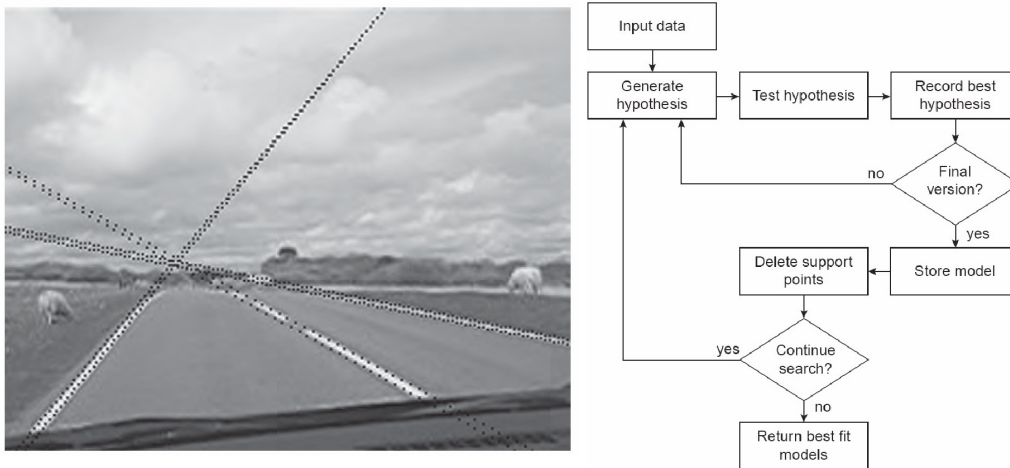 Input data
Generate
hypothesis
Test hypothesis
Record best
hypothesis
no
Final
version?
yes
Delete support
points
Store model
yes
Continue
search?
no
Return best fit
models